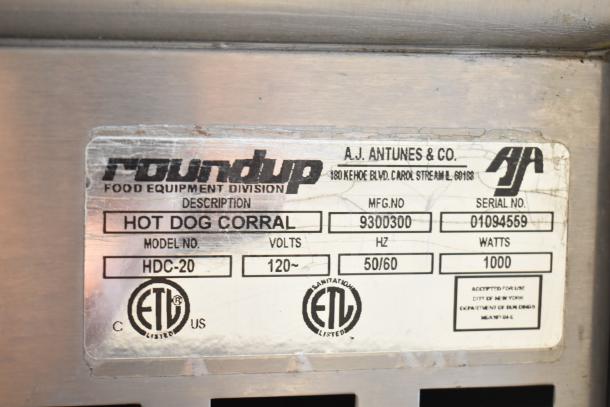 roundup
FOOD EQUIPMENT DIVISION
A.J. ANTUNES & CO.
180 KEHOE BLVD. CAROL STREAM IL. 60188
AJA
DESCRIPTION MFG.NO SERIAL NO.
HOT DOG CORRAL 9300300 01094559
MODEL NO. VOLTS HZ WATTS
HDC-20 120~ 50/60 1000
C ETL® LISTED US
SANITATION ETL LISTED
ACCEPTED FOR USE
CITY OF NEW YORK
DEPARTMENT OF BUILDINGS